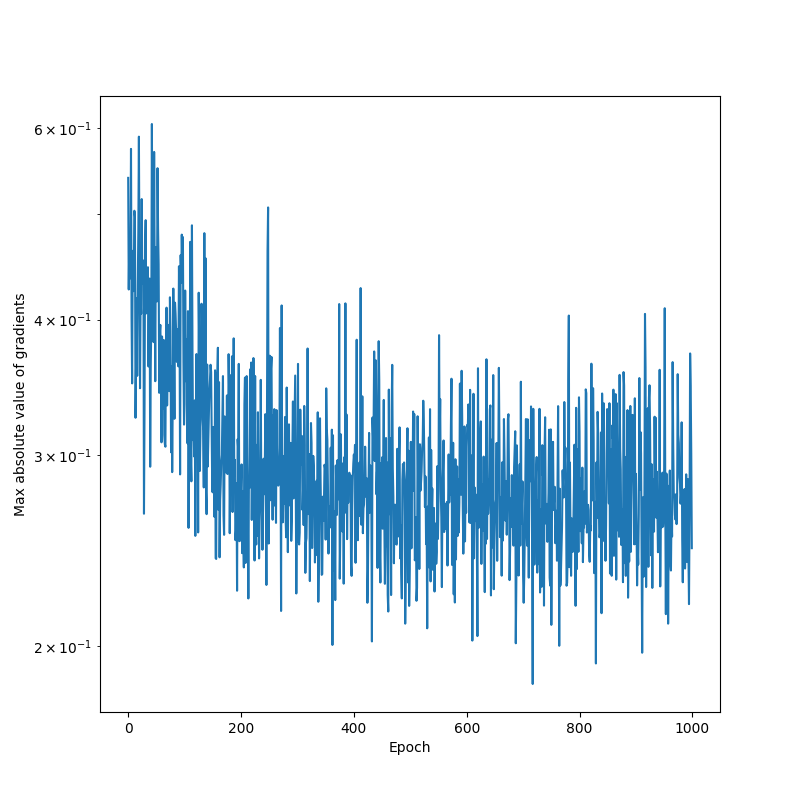 6 × 10⁻¹
4 × 10⁻¹
3 × 10⁻¹
2 × 10⁻¹
Max absolute value of gradients
0 200 400 600 800 1000
Epoch